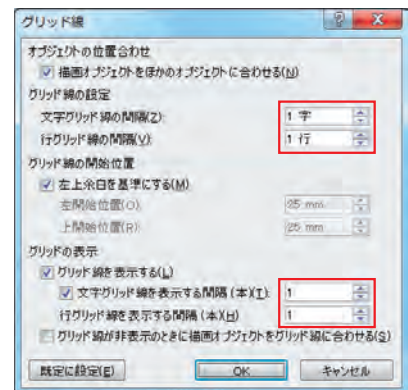 グリッド線
オブジェクトの位置合わせ
描画オブジェクトをほかのオブジェクトに合わせる(N)
グリッド線の設定
文字グリッド線の間隔(Z): 1 字
行グリッド線の間隔(V): 1 行
グリッド線の開始位置
左上余白を基準にする(M)
左開始位置(O): 25 mm
上開始位置(R): 25 mm
グリッドの表示
グリッド線を表示する(L)
文字グリッド線を表示する間隔(本)(T): 1
行グリッド線を表示する間隔(本)(H) 1
グリッド線が非表示のときに描画オブジェクトをグリッド線に合わせる(S)
既定に設定(E) OK キャンセル